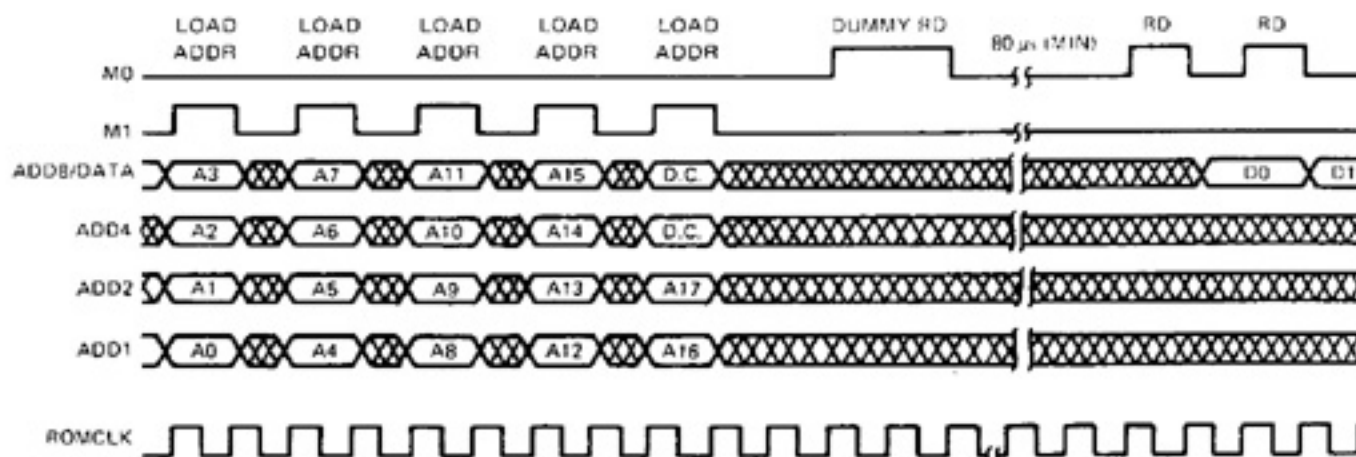 LOAD LOAD LOAD LOAD LOAD DUMMY RD RD RD
ADDR ADDR ADDR ADDR ADDR 80 µs (MIN)
M0
M1
ADD8/DATA A3 A7 A11 A15 D.C. D0 D1
ADD4 A2 A6 A10 A14 D.C.
ADD2 A1 A5 A9 A13 A17
ADD1 A0 A4 A8 A12 A16
ROMCLK